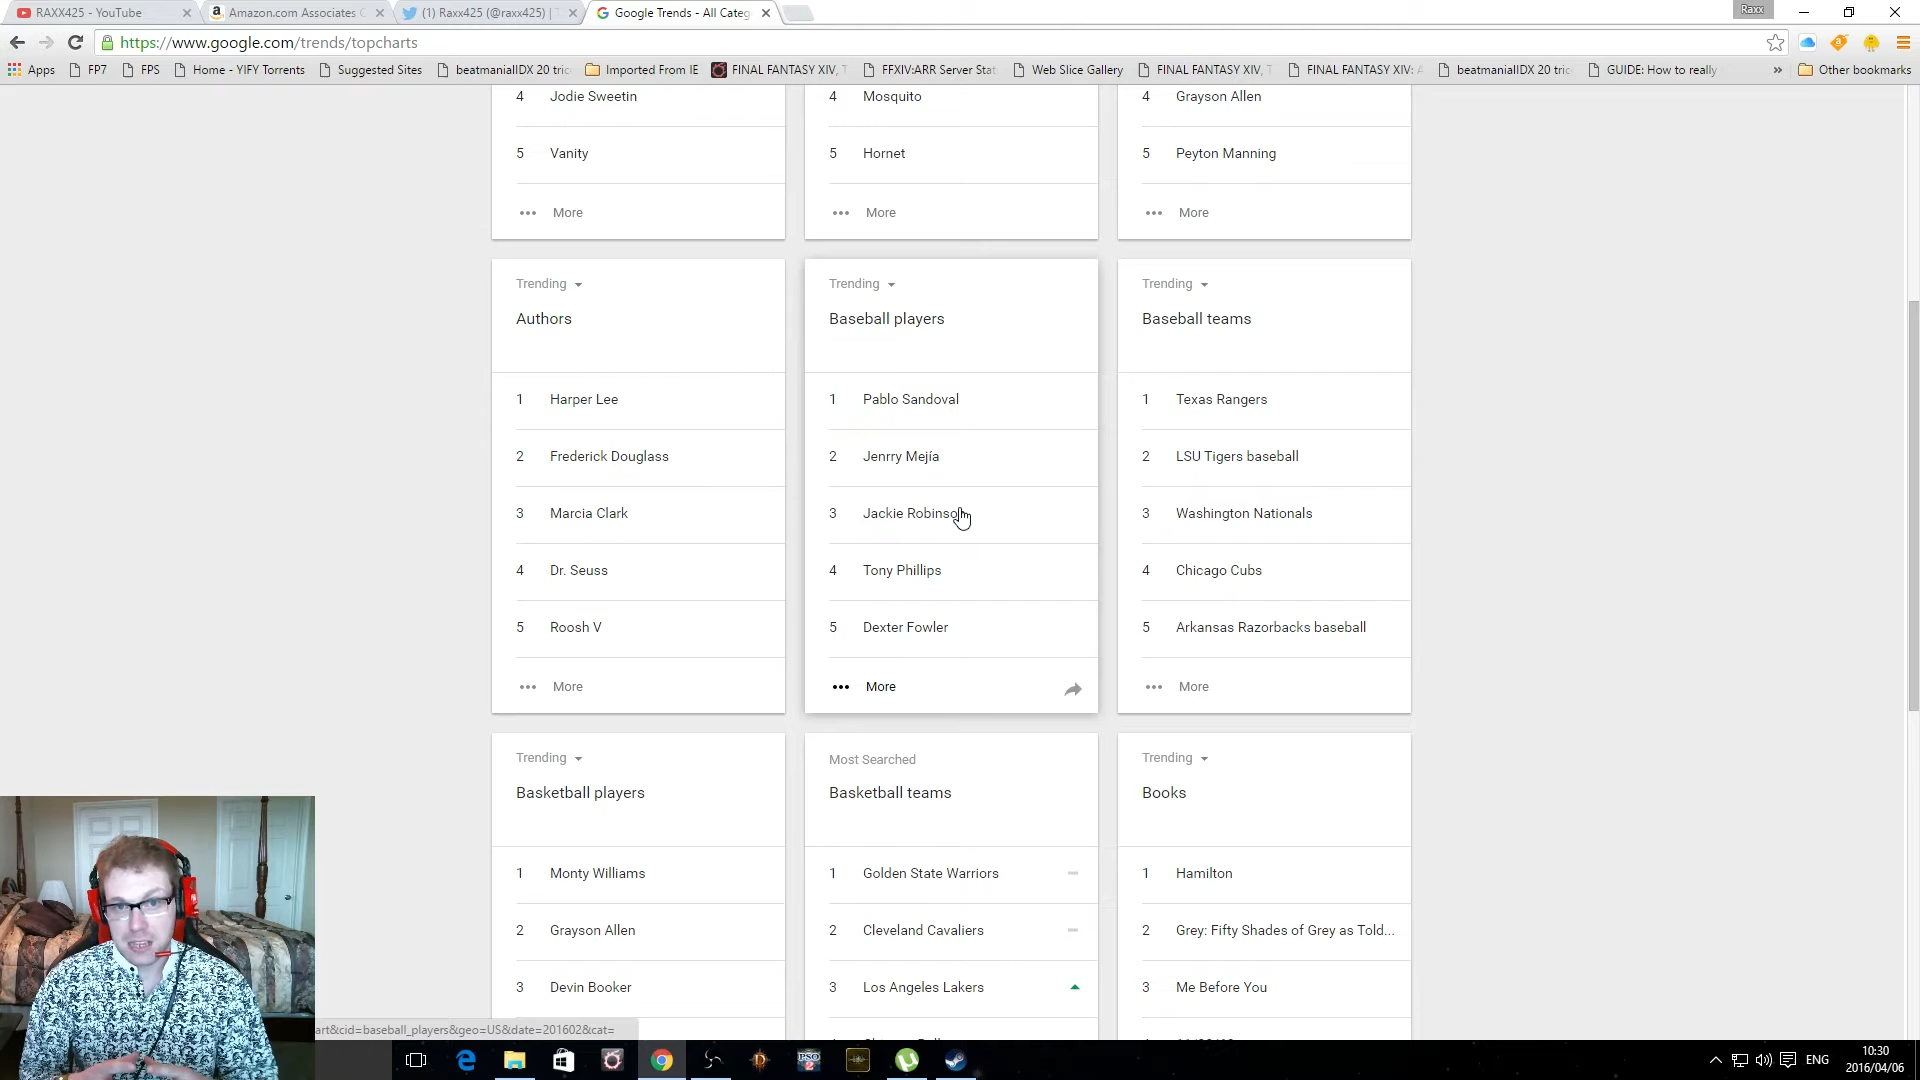 RAXX425 - YouTube
Amazon.com Associates C
(1) Raxx425 (@raxx425) | T
Google Trends - All Categ
Raxx
https://www.google.com/trends/topcharts
Apps
FP7
FPS
Home - YIFY Torrents
Suggested Sites
beatmaniaIIDX 20 tric
Imported From IE
FINAL FANTASY XIV, T
FFXIV:ARR Server Stat
Web Slice Gallery
FINAL FANTASY XIV, T
FINAL FANTASY XIV: A
beatmaniaIIDX 20 tric
GUIDE: How to really
»
Other bookmarks
4 Jodie Sweetin
5 Vanity
More
4 Mosquito
5 Hornet
More
4 Grayson Allen
5 Peyton Manning
More
Trending
Authors
1 Harper Lee
2 Frederick Douglass
3 Marcia Clark
4 Dr. Seuss
5 Roosh V
More
Trending
Baseball players
1 Pablo Sandoval
2 Jenrry Mejía
3 Jackie Robinson
4 Tony Phillips
5 Dexter Fowler
More
Trending
Baseball teams
1 Texas Rangers
2 LSU Tigers baseball
3 Washington Nationals
4 Chicago Cubs
5 Arkansas Razorbacks baseball
More
Trending
Basketball players
1 Monty Williams
2 Grayson Allen
3 Devin Booker
Most Searched
Basketball teams
1 Golden State Warriors
2 Cleveland Cavaliers
3 Los Angeles Lakers
Trending
Books
1 Hamilton
2 Grey: Fifty Shades of Grey as Told...
3 Me Before You
art&cid=baseball_players&geo=US&date=201602&cat=
PSO
2
ENG
10:30
2016/04/06